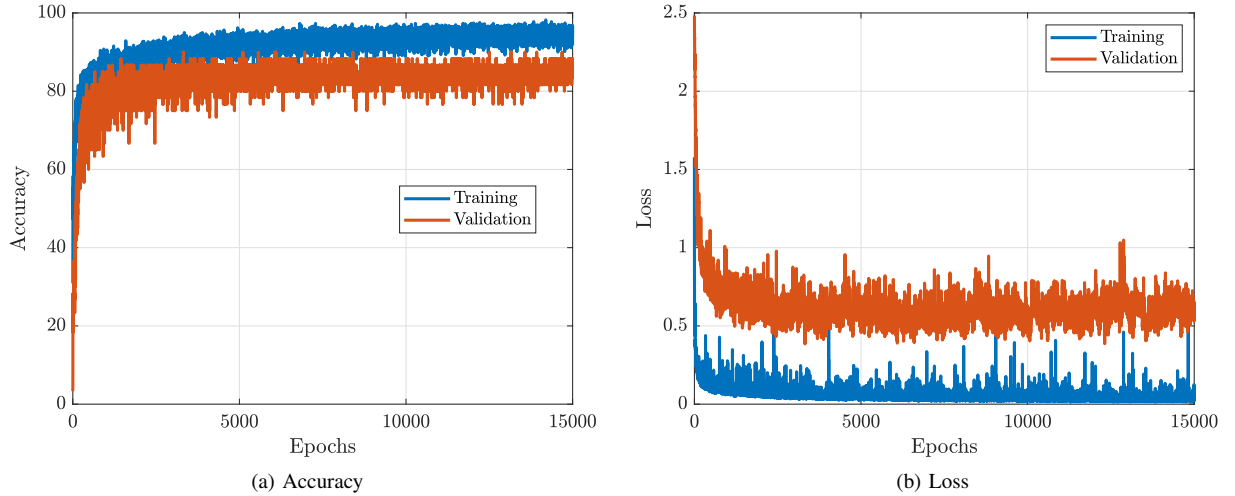 100
80
60
40
20
0
Accuracy
Training
Validation
0
5000
10000
15000
Epochs
(a) Accuracy
2.5
2
1.5
1
0.5
0
Loss
Training
Validation
0
5000
10000
15000
Epochs
(b) Loss